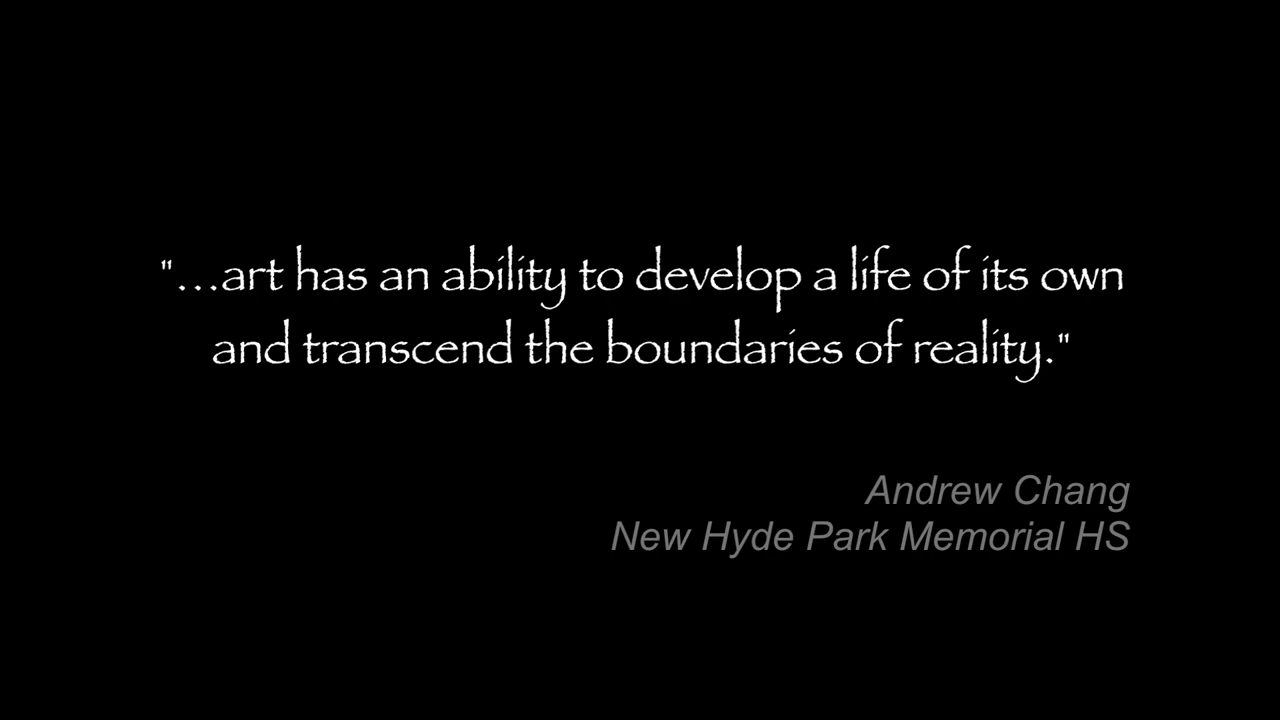 "...art has an ability to develop a life of its own
and transcend the boundaries of reality."
Andrew Chang
New Hyde Park Memorial HS